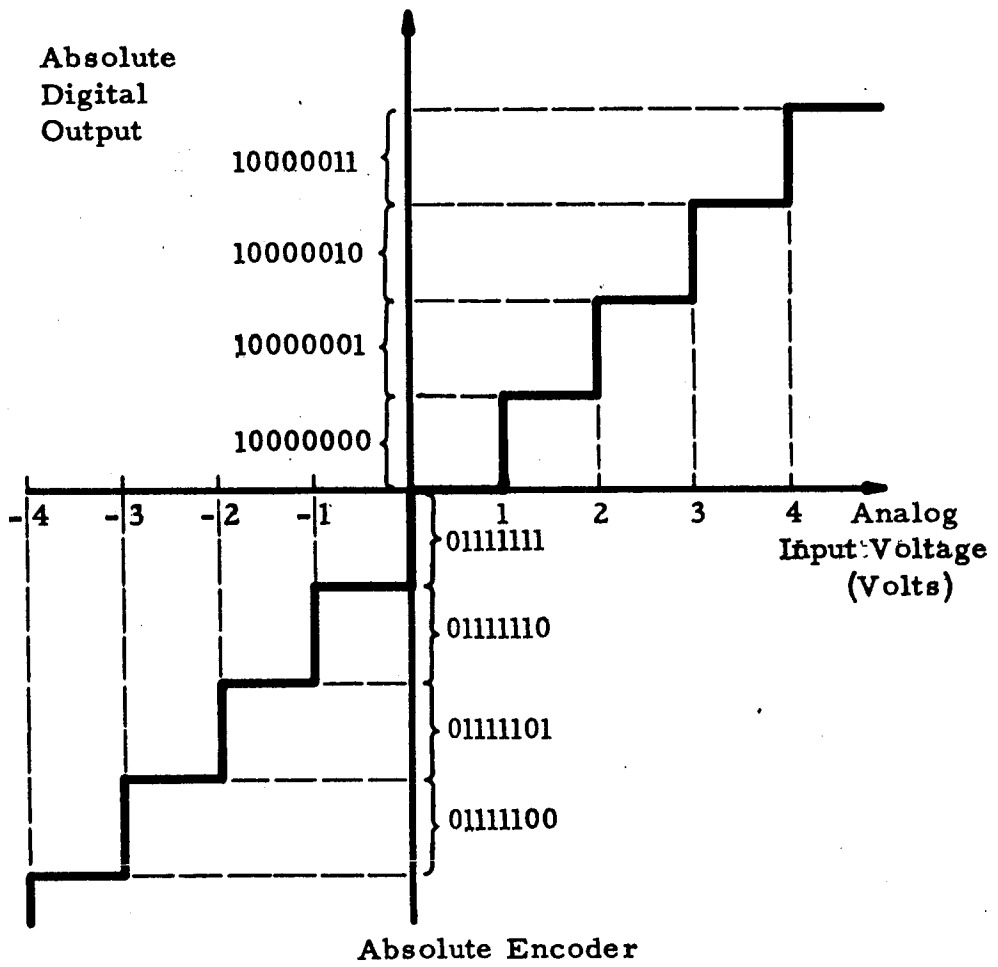 Absolute
Digital
Output
10000011
10000010
10000001
10000000
-4 -3 -2 -1 1 2 3 4 Analog
Input Voltage
(Volts)
01111111
01111110
01111101
01111100
Absolute Encoder